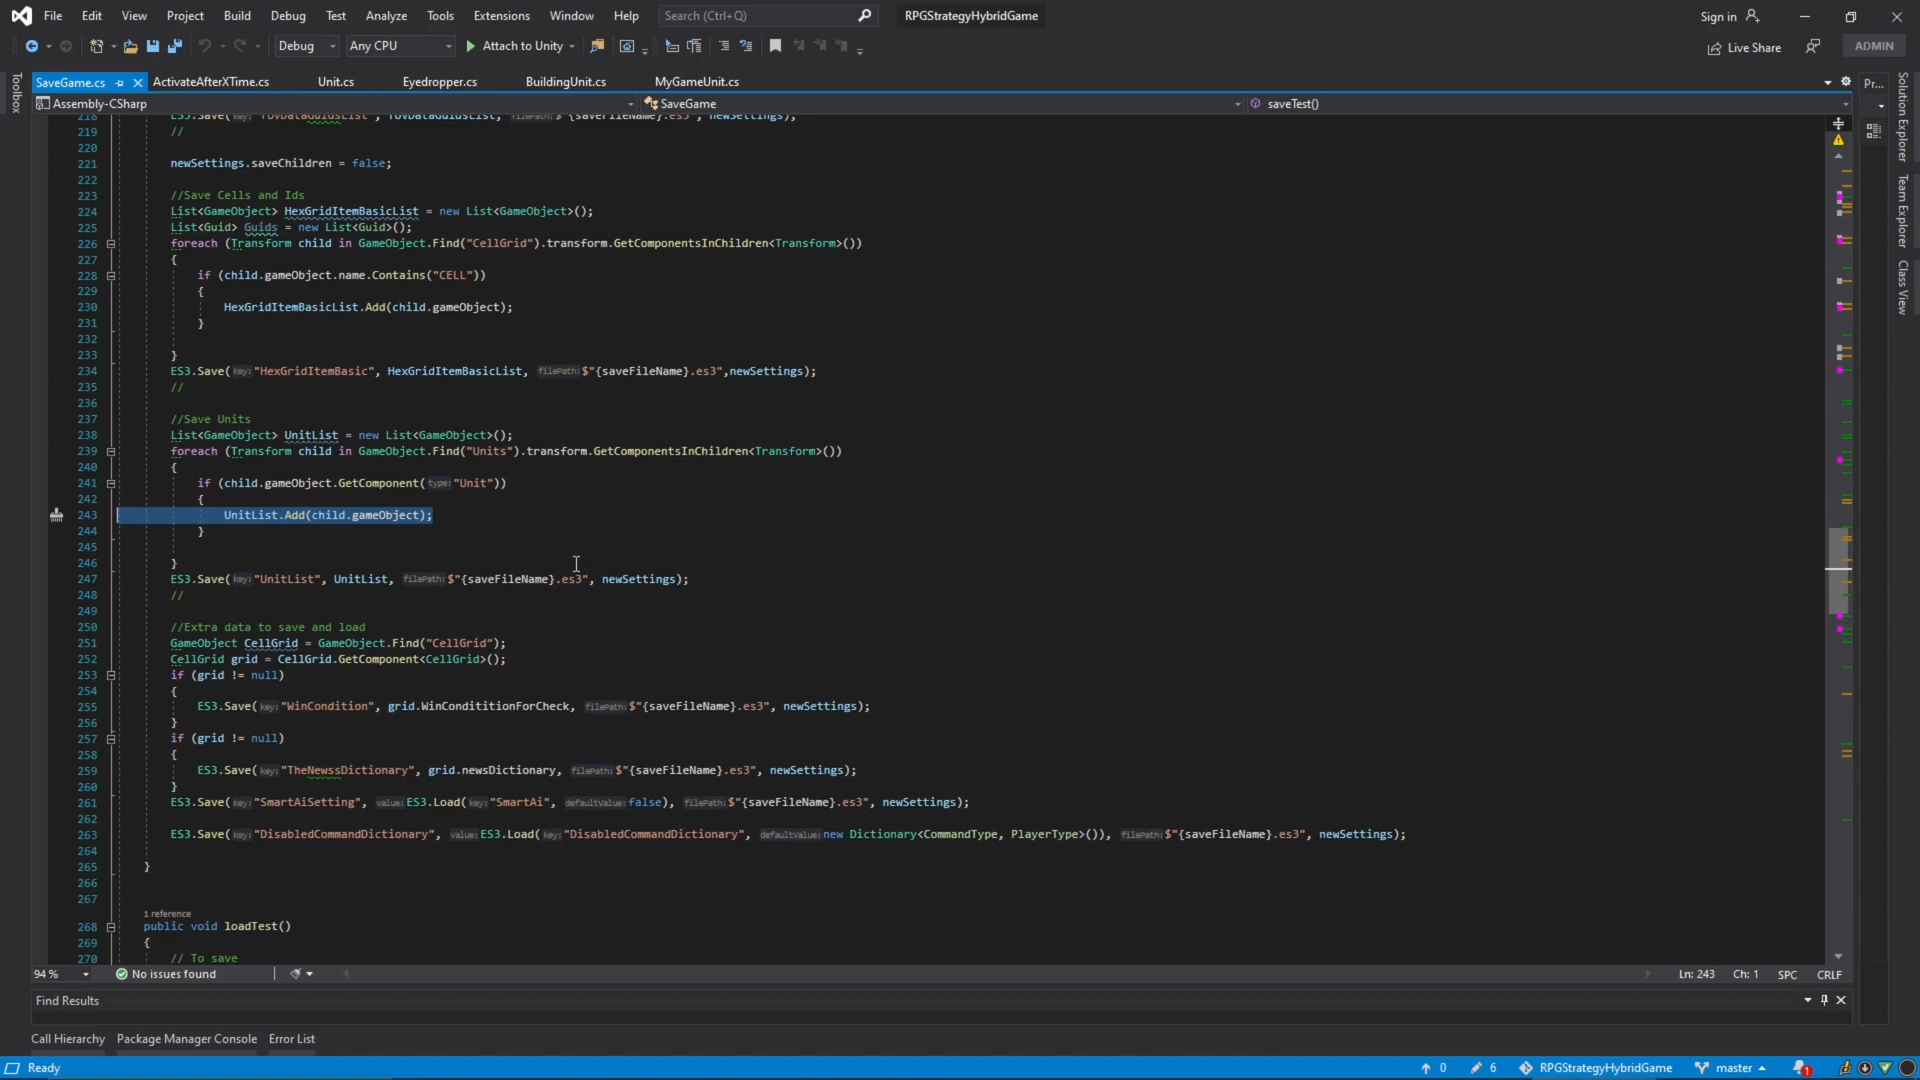 File Edit View Project Build Debug Test Analyze Tools Extensions Window Help Search (Ctrl+Q) RPGStrategyHybridGame Sign in
Debug Any CPU Attach to Unity Live Share ADMIN
Toolbox
SaveGame.cs ActivateAfterXTime.cs Unit.cs Eyedropper.cs BuildingUnit.cs MyGameUnit.cs Pr...
Assembly-CSharp SaveGame saveTest()
Solution Explorer
Team Explorer
Class View
219 //
220
221 newSettings.saveChildren = false;
222
223 //Save Cells and Ids
224 List<GameObject> HexGridItemBasicList = new List<GameObject>();
225 List<Guid> Guids = new List<Guid>();
226 foreach (Transform child in GameObject.Find("CellGrid").transform.GetComponentsInChildren<Transform>())
227 {
228 if (child.gameObject.name.Contains("CELL"))
229 {
230 HexGridItemBasicList.Add(child.gameObject);
231 }
232
233 }
234 ES3.Save(key:"HexGridItemBasic", HexGridItemBasicList, filePath:$"{saveFileName}.es3",newSettings);
235 //
236
237 //Save Units
238 List<GameObject> UnitList = new List<GameObject>();
239 foreach (Transform child in GameObject.Find("Units").transform.GetComponentsInChildren<Transform>())
240 {
241 if (child.gameObject.GetComponent(type:"Unit"))
242 {
243 UnitList.Add(child.gameObject);
244 }
245
246 }
247 ES3.Save(key:"UnitList", UnitList, filePath:$"{saveFileName}.es3", newSettings);
248 //
249
250 //Extra data to save and load
251 GameObject CellGrid = GameObject.Find("CellGrid");
252 CellGrid grid = CellGrid.GetComponent<CellGrid>();
253 if (grid != null)
254 {
255 ES3.Save(key:"WinCondition", grid.WinCondititionForCheck, filePath:$"{saveFileName}.es3", newSettings);
256 }
257 if (grid != null)
258 {
259 ES3.Save(key:"TheNewssDictionary", grid.newsDictionary, filePath:$"{saveFileName}.es3", newSettings);
260 }
261 ES3.Save(key:"SmartAiSetting", value:ES3.Load(key:"SmartAi", defaultValue:false), filePath:$"{saveFileName}.es3", newSettings);
262
263 ES3.Save(key:"DisabledCommandDictionary", value:ES3.Load(key:"DisabledCommandDictionary", defaultValue:new Dictionary<CommandType, PlayerType>()), filePath:$"{saveFileName}.es3", newSettings);
264
265 }
266
267
1 reference
268 public void loadTest()
269 {
270 // To save
94 % No issues found Ln: 243 Ch: 1 SPC CRLF
Find Results
Call Hierarchy Package Manager Console Error List
Ready 0 6 RPGStrategyHybridGame master 1